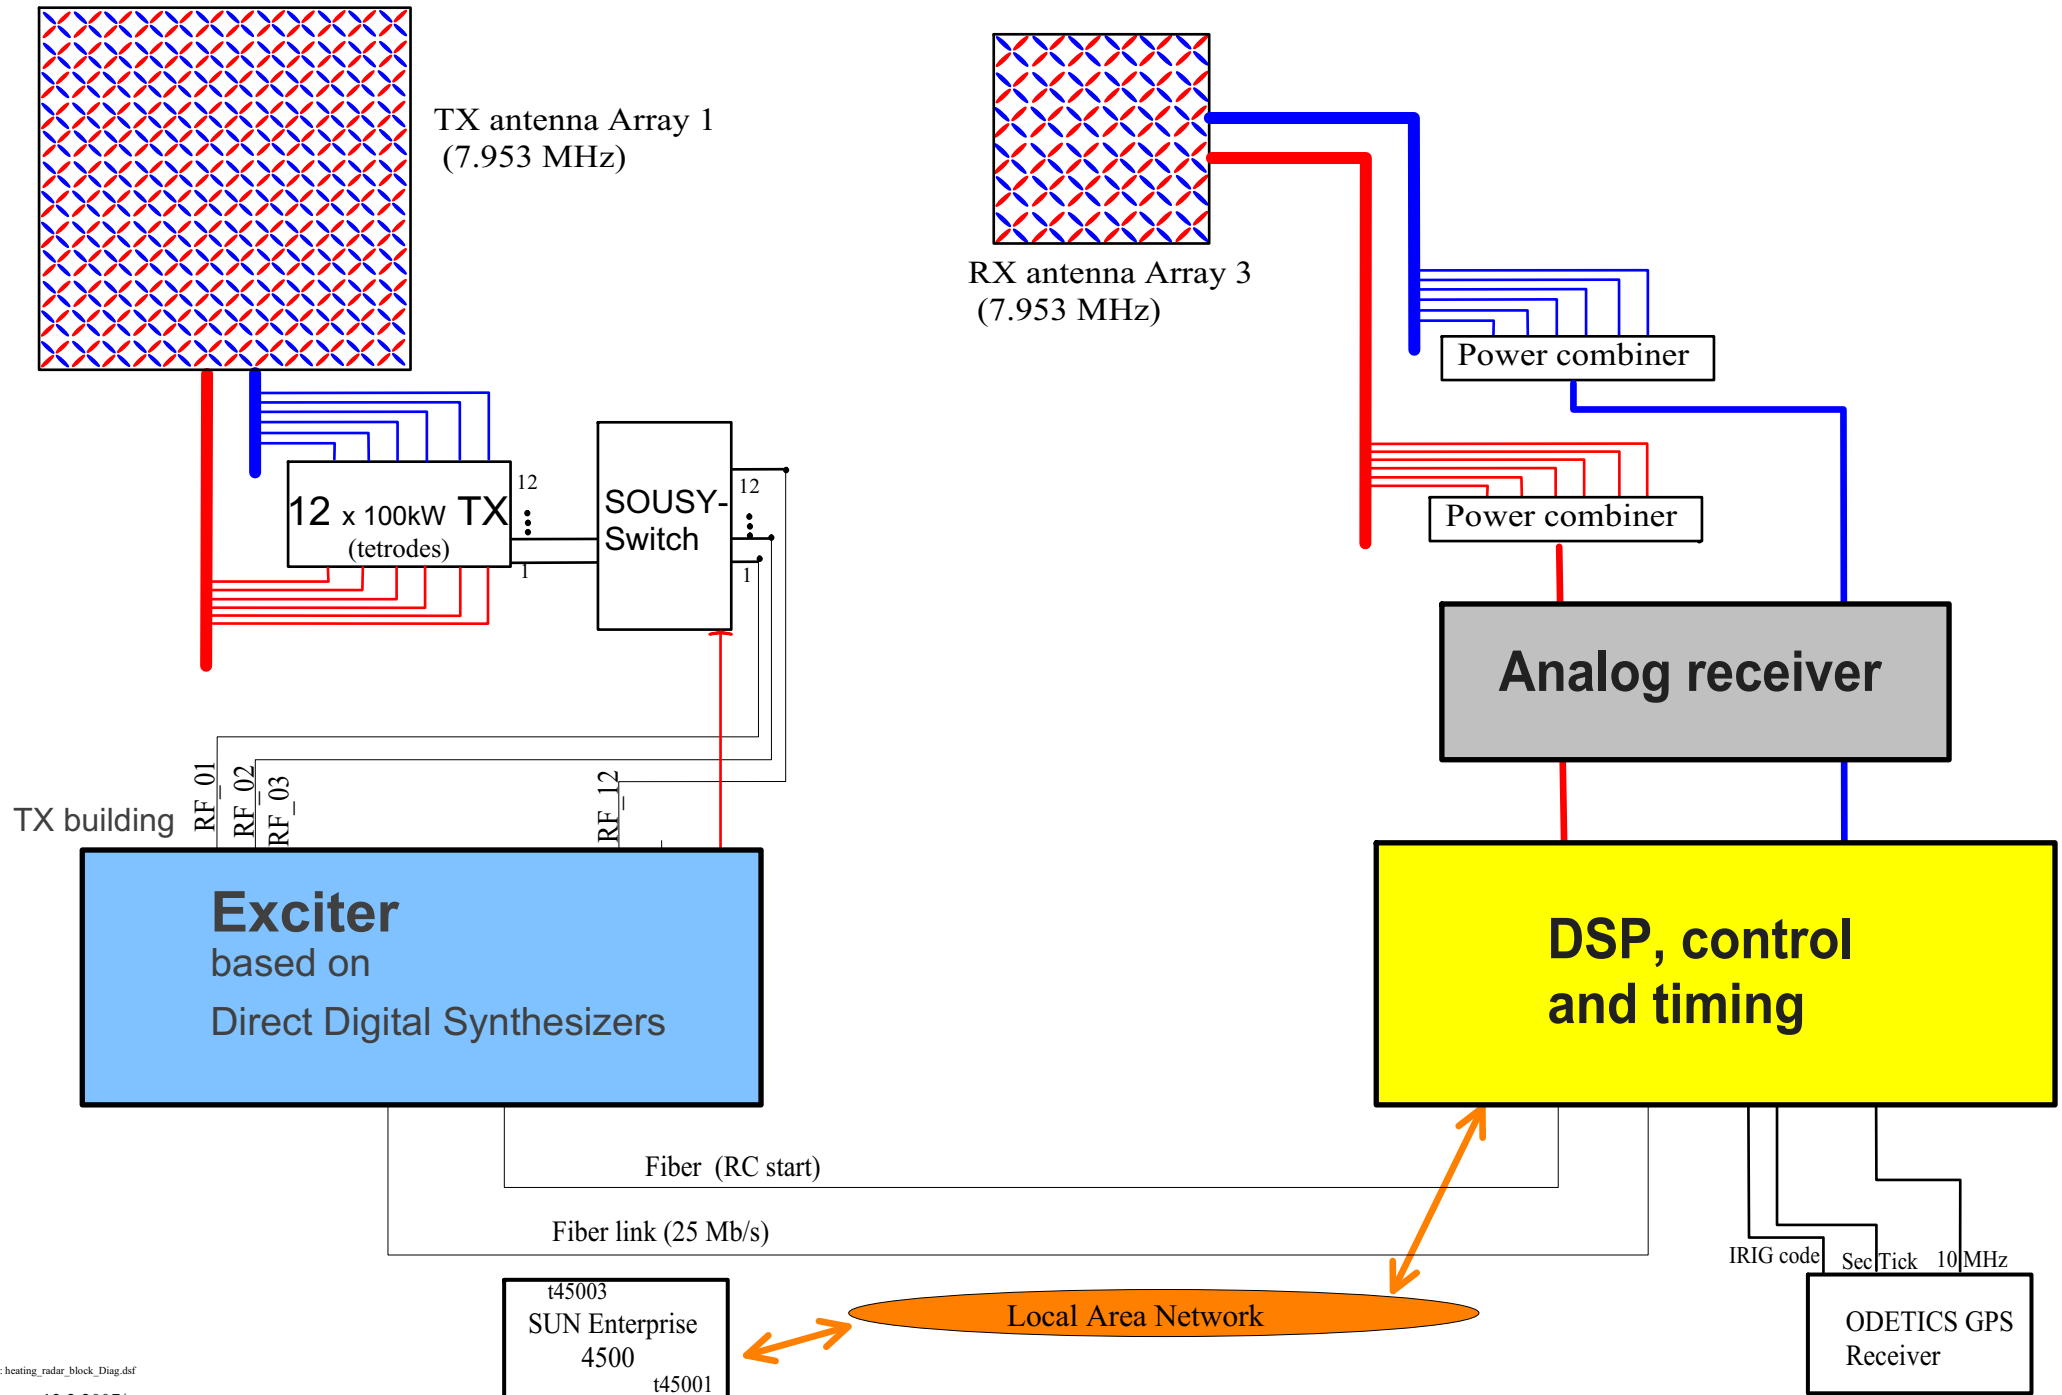 TX antenna Array 1
(7.953 MHz)
RX antenna Array 3
(7.953 MHz)
Power combiner
12 x 100kW TX
(tetrodes)
12
1
SOUSY-
Switch
12
1
Power combiner
Analog receiver
TX building
RF_01
RF_02
RF_03
RF_12
Exciter
based on
Direct Digital Synthesizers
DSP, control
and timing
Fiber (RC start)
Fiber link (25 Mb/s)
IRIG code
Sec Tick
10 MHz
t45003
SUN Enterprise
4500
t45001
Local Area Network
ODETICS GPS
Receiver
: heating_radar_block_Diag.dsf